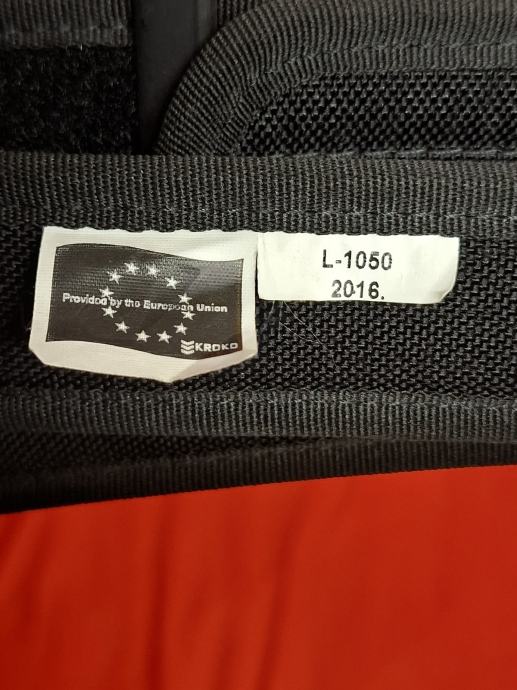 Provided by the European Union
KROKO
L-1050
2016.